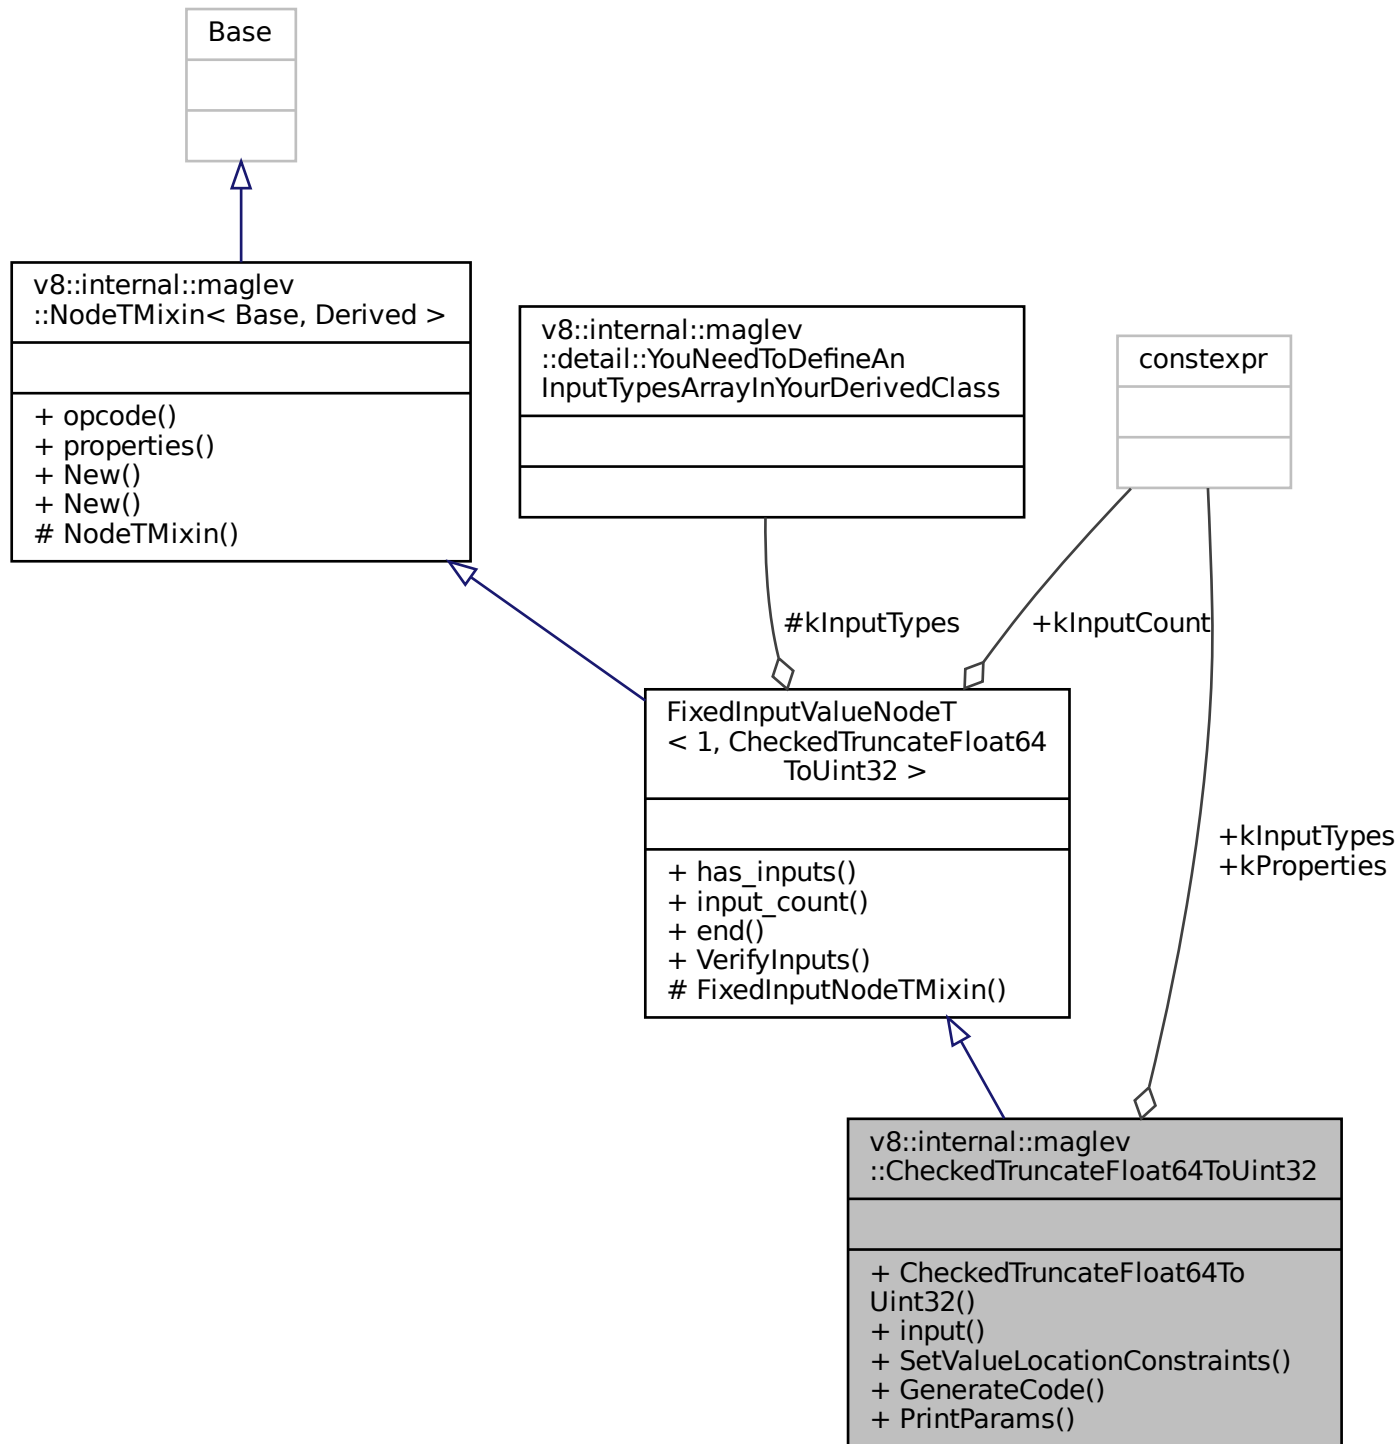 Base
v8::internal::maglev
::NodeTMixin< Base, Derived >
+ opcode()
+ properties()
+ New()
+ New()
# NodeTMixin()
v8::internal::maglev
::detail::YouNeedToDefineAn
InputTypesArrayInYourDerivedClass
constexpr
#kInputTypes
+kInputCount
FixedInputValueNodeT
< 1, CheckedTruncateFloat64
ToUint32 >
+ has_inputs()
+ input_count()
+ end()
+ VerifyInputs()
# FixedInputNodeTMixin()
+kInputTypes
+kProperties
v8::internal::maglev
::CheckedTruncateFloat64ToUint32
+ CheckedTruncateFloat64To
Uint32()
+ input()
+ SetValueLocationConstraints()
+ GenerateCode()
+ PrintParams()